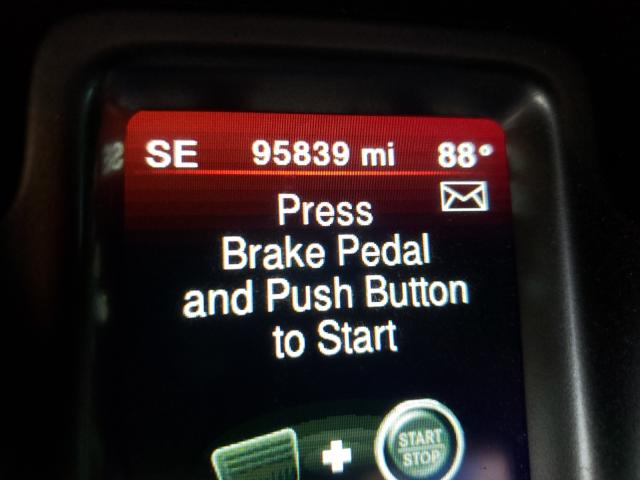 SE 95839 mi 88°
Press
Brake Pedal
and Push Button
to Start
START
STOP